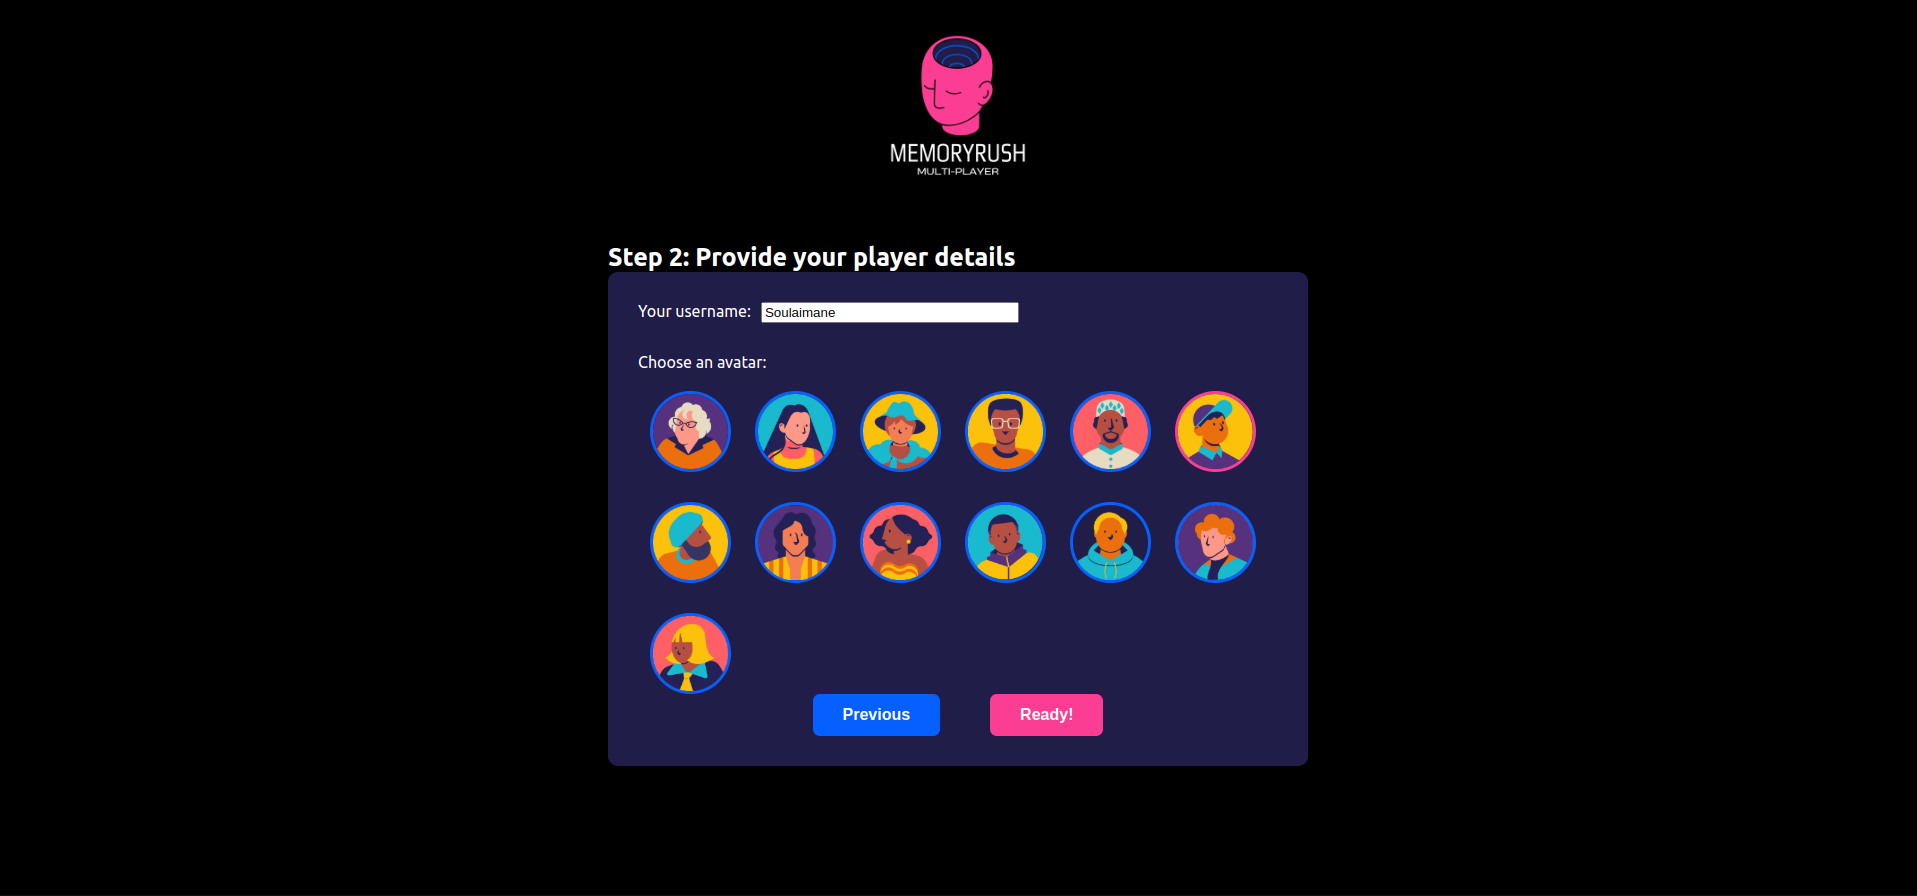 MEMORYRUSH
MULTI-PLAYER
Step 2: Provide your player details
Your username: Soulaimane
Choose an avatar:
Previous Ready!